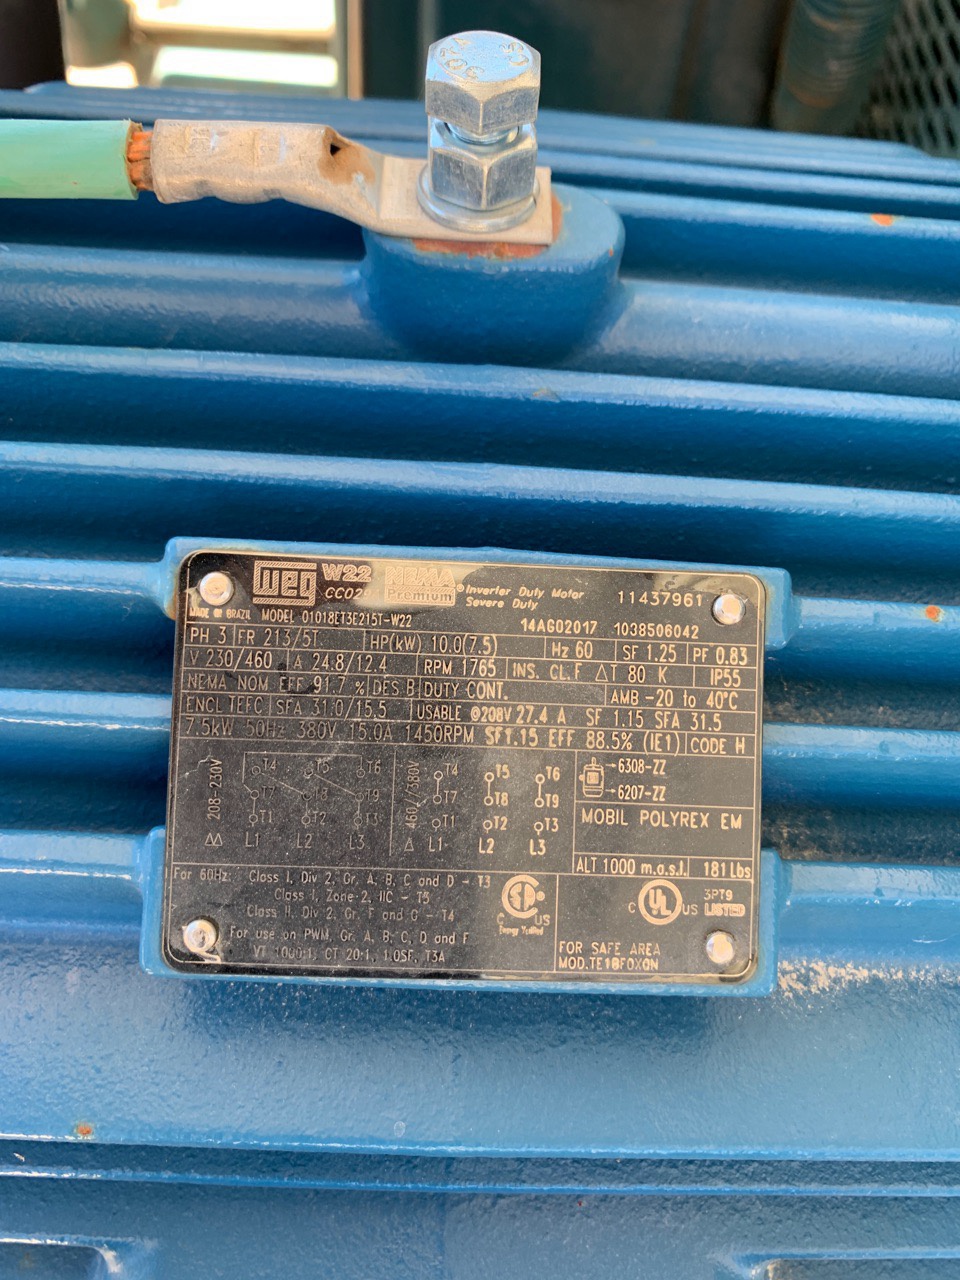 WEG W22 NEMA Premium Inverter Duty Motor 11437961
CC029 Severe Duty
MADE IN BRAZIL MODEL 01018ET3E215T-W22 14AGO2017 1038506042
PH 3 FR 213/5T HP(kW) 10.0(7.5) Hz 60 SF 1.25 PF 0.83
V 230/460 A 24.8/12.4 RPM 1765 INS. CL.F ΔT 80 K IP55
NEMA NOM EFF 91.7 % DES B DUTY CONT. AMB -20 to 40°C
ENCL TEFC SFA 31.0/15.5 USABLE @208V 27.4 A SF 1.15 SFA 31.5
7.5kW 50Hz 380V 15.0A 1450RPM SF1.15 EFF 88.5% (IE1) CODE H
208-230V
T4 T5 T6
T7 T8 T9
T1 T2 T3
ΔΔ L1 L2 L3
460//380V
T4 T5 T6
T7 T8 T9
T1 T2 T3
Δ L1 L2 L3
6308-ZZ
6207-ZZ
MOBIL POLYREX EM
ALT 1000 m.a.s.l. 181 Lbs
For 60Hz: Class I, Div 2, Gr. A, B, C and D - T3
Class I, Zone 2, IIC - T3
Class II, Div 2, Gr. F and G - T4
For use on PWM, Gr. A, B, C, D and F
VT 1000:1, CT 20:1, 1.0SF, T3A
CSA C US
Energy Verified
C UL US LISTED
3PT9
FOR SAFE AREA
MOD.TE1BF0X0N